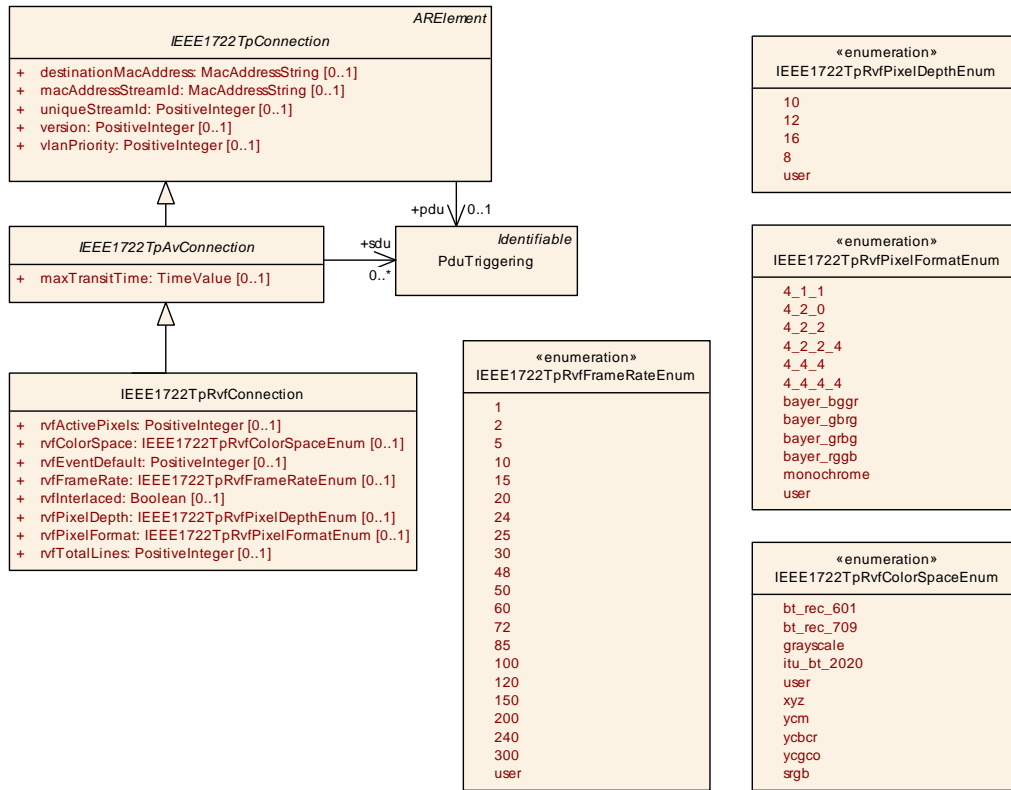 ARElement
IEEE1722TpConnection
+ destinationMacAddress: MacAddressString [0..1]
+ macAddressStreamId: MacAddressString [0..1]
+ uniqueStreamId: PositiveInteger [0..1]
+ version: PositiveInteger [0..1]
+ vlanPriority: PositiveInteger [0..1]
+pdu 0..1
IEEE1722TpAvConnection
+ maxTransitTime: TimeValue [0..1]
+sdu
0..*
Identifiable
PduTriggering
IEEE1722TpRvfConnection
+ rvfActivePixels: PositiveInteger [0..1]
+ rvfColorSpace: IEEE1722TpRvfColorSpaceEnum [0..1]
+ rvfEventDefault: PositiveInteger [0..1]
+ rvfFrameRate: IEEE1722TpRvfFrameRateEnum [0..1]
+ rvfInterlaced: Boolean [0..1]
+ rvfPixelDepth: IEEE1722TpRvfPixelDepthEnum [0..1]
+ rvfPixelFormat: IEEE1722TpRvfPixelFormatEnum [0..1]
+ rvfTotalLines: PositiveInteger [0..1]
«enumeration»
IEEE1722TpRvfFrameRateEnum
1
2
5
10
15
20
24
25
30
48
50
60
72
85
100
120
150
200
240
300
user
«enumeration»
IEEE1722TpRvfPixelDepthEnum
10
12
16
8
user
«enumeration»
IEEE1722TpRvfPixelFormatEnum
4_1_1
4_2_0
4_2_2
4_2_2_4
4_4_4
4_4_4_4
bayer_bggr
bayer_gbrg
bayer_grbg
bayer_rggb
monochrome
user
«enumeration»
IEEE1722TpRvfColorSpaceEnum
bt_rec_601
bt_rec_709
grayscale
itu_bt_2020
user
xyz
ycm
ycbcr
ycgco
srgb